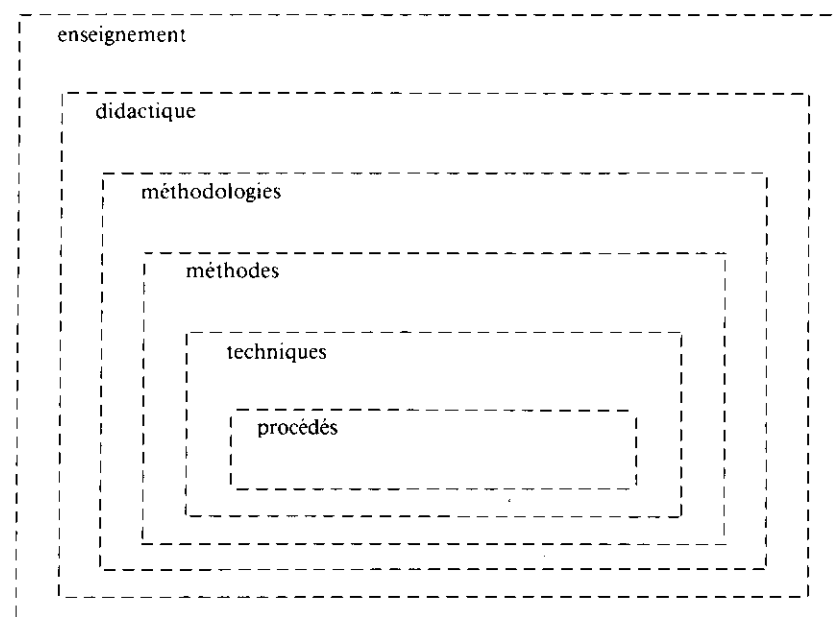 enseignement
didactique
méthodologies
méthodes
techniques
procédés